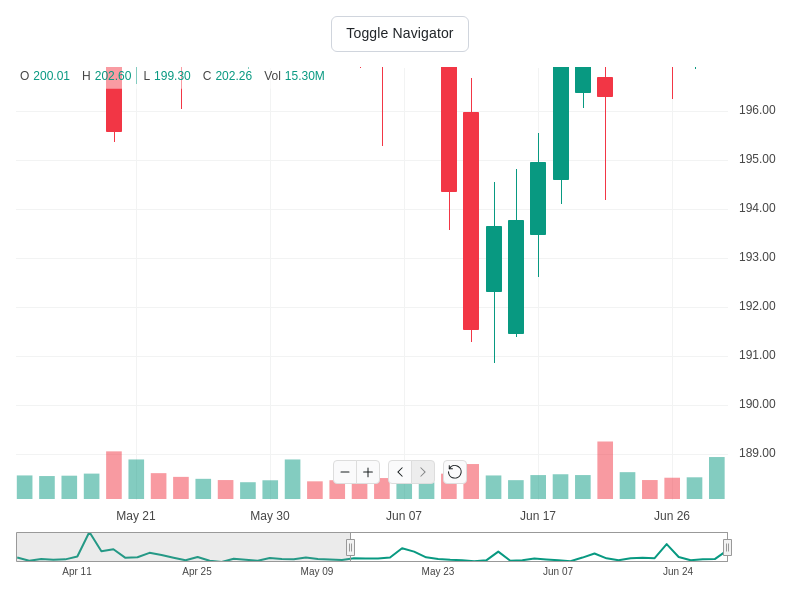 Toggle Navigator
O 200.01 H 202.60 L 199.30 C 202.26 Vol 15.30M
196.00
195.00
194.00
193.00
192.00
191.00
190.00
189.00
May 21 May 30 Jun 07 Jun 17 Jun 26
Apr 11 Apr 25 May 09 May 23 Jun 07 Jun 24